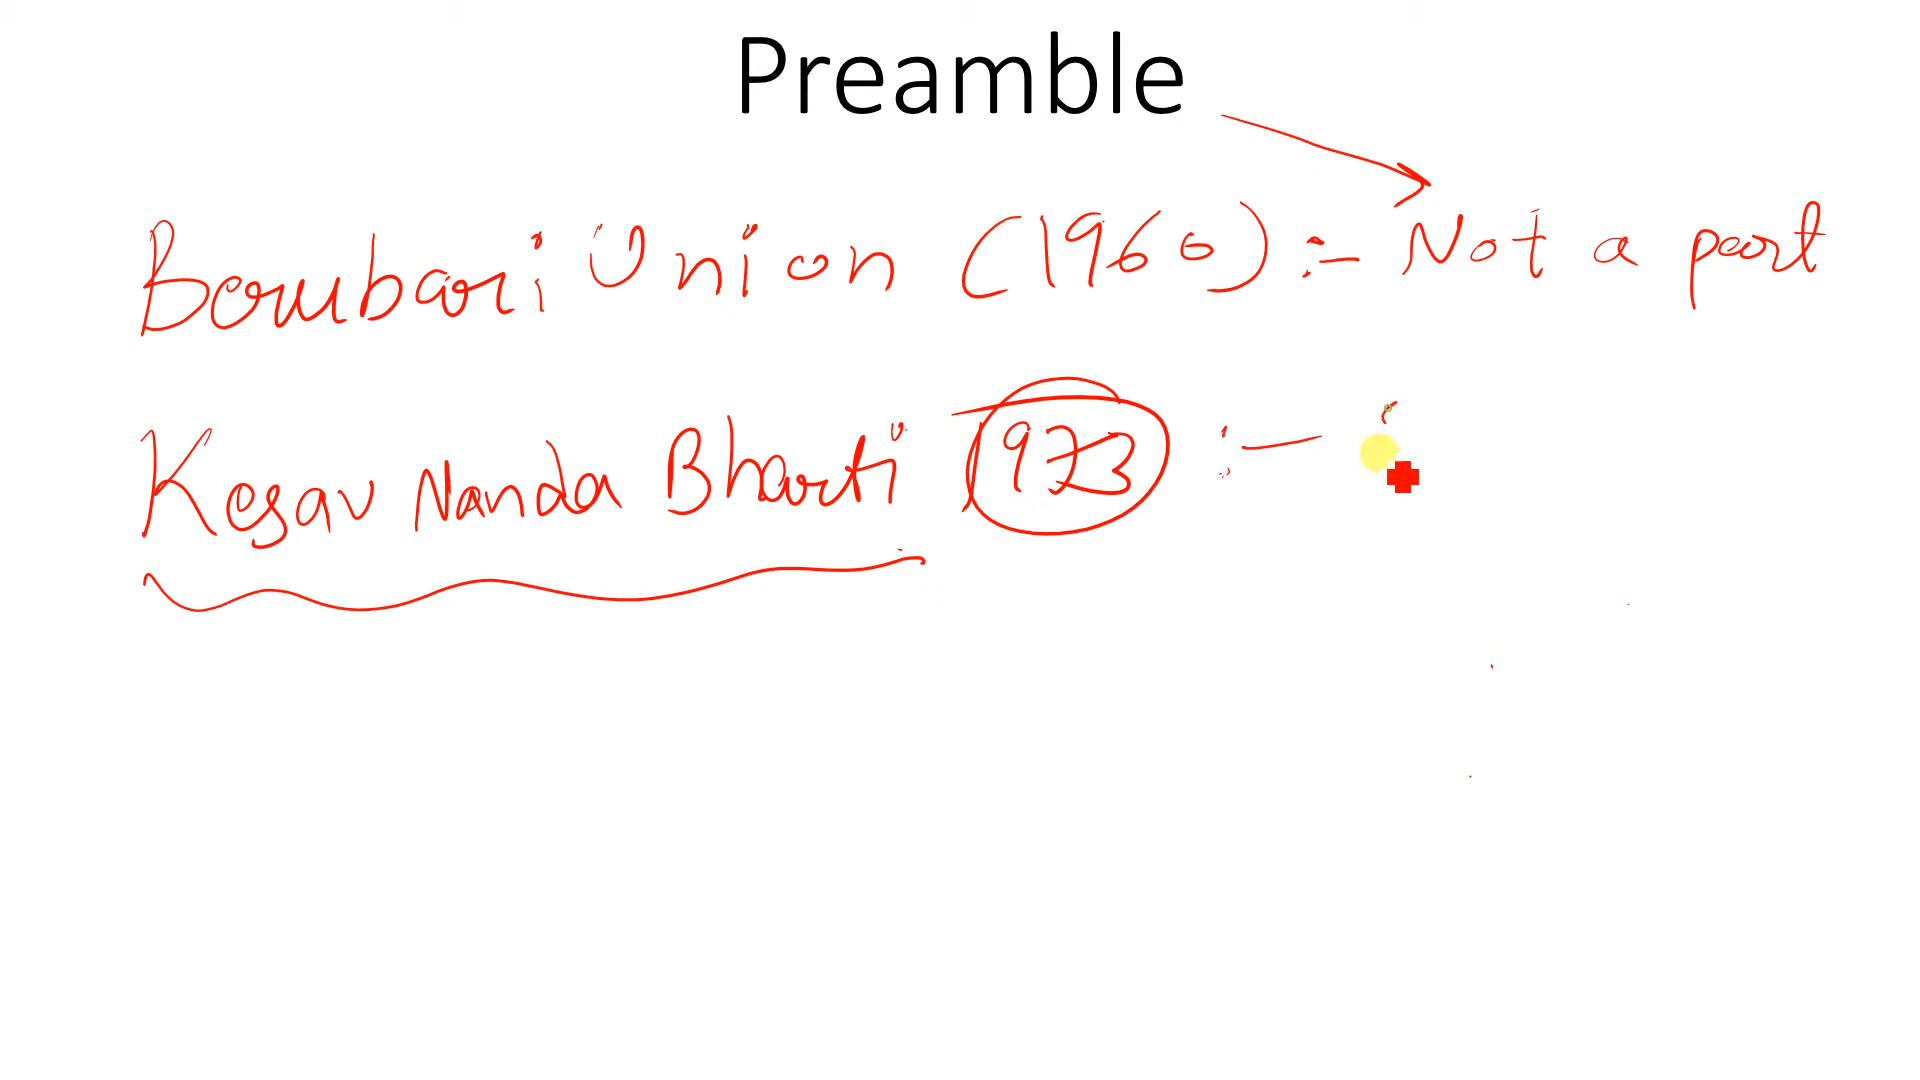 Preamble
Berubari Union (1960) :- Not a part
Kesav Nanda Bharti 1973 :-